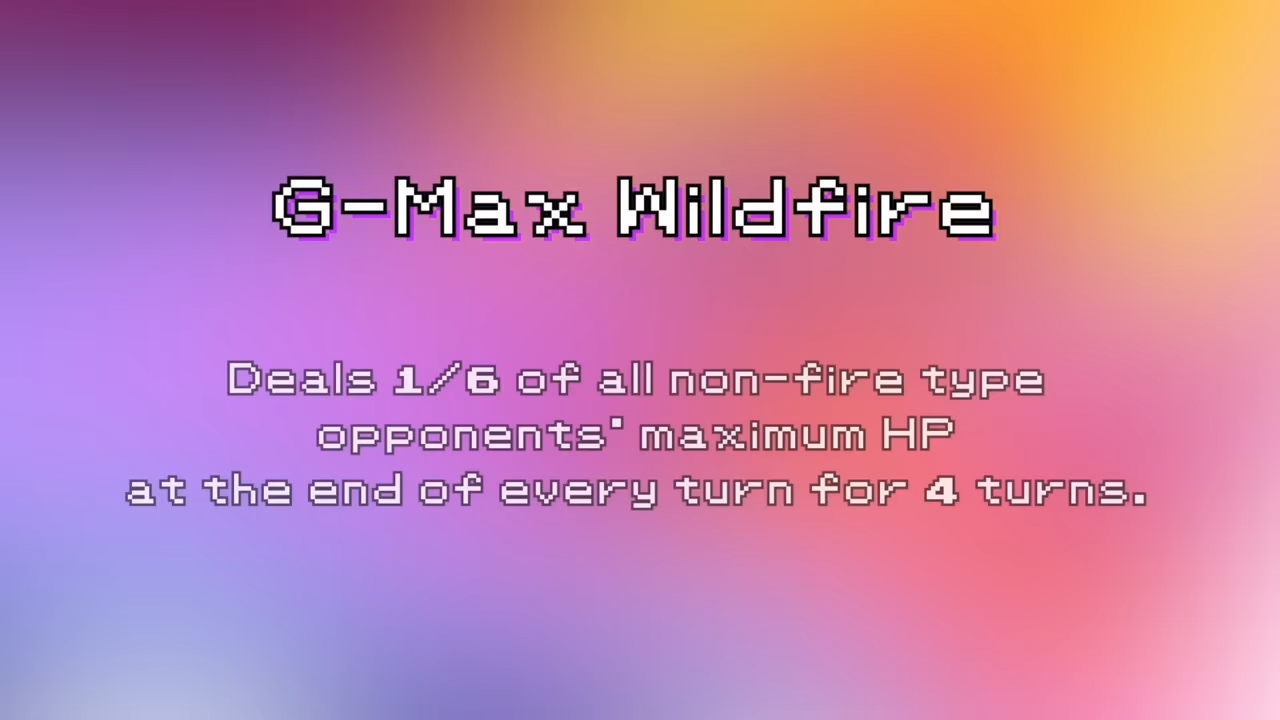 G-Max Wildfire
Deals 1/6 of all non-fire type
opponents' maximum HP
at the end of every turn for 4 turns.